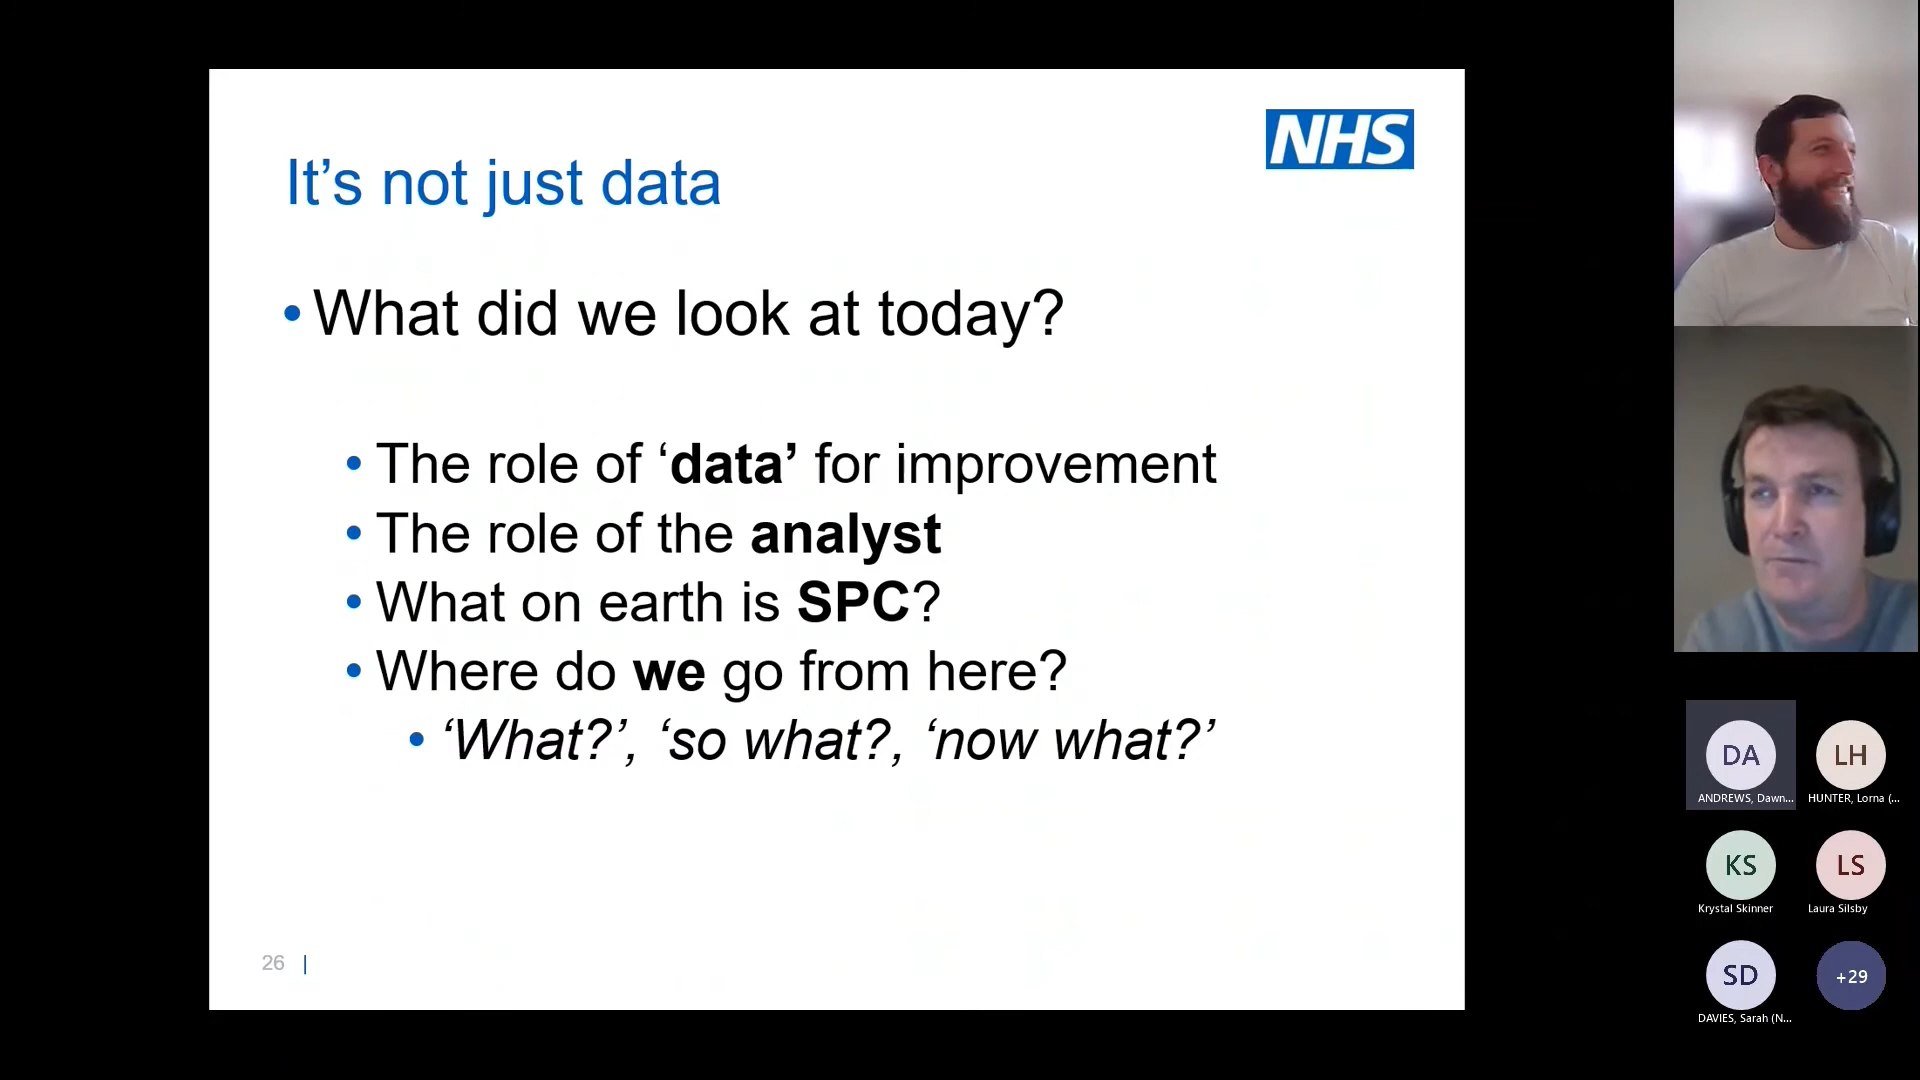 NHS
It’s not just data
• What did we look at today?
• The role of ‘data’ for improvement
• The role of the analyst
• What on earth is SPC?
• Where do we go from here?
• ‘What?’, ‘so what?, ‘now what?’
26 |
DA
ANDREWS, Dawn...
LH
HUNTER, Lorna (...
KS
Krystal Skinner
LS
Laura Silsby
SD
DAVIES, Sarah (N...
+29